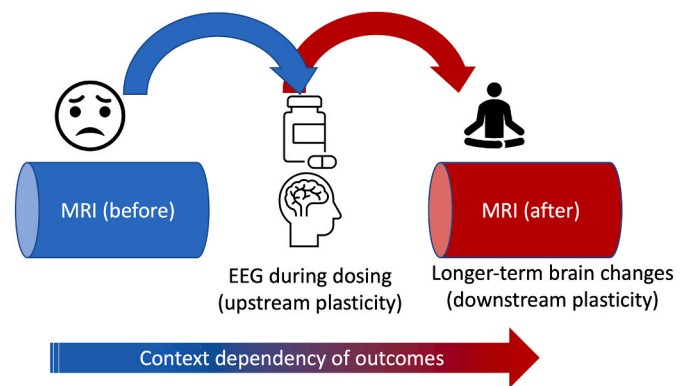 MRI (before)
MRI (after)
EEG during dosing
(upstream plasticity)
Longer-term brain changes
(downstream plasticity)
Context dependency of outcomes